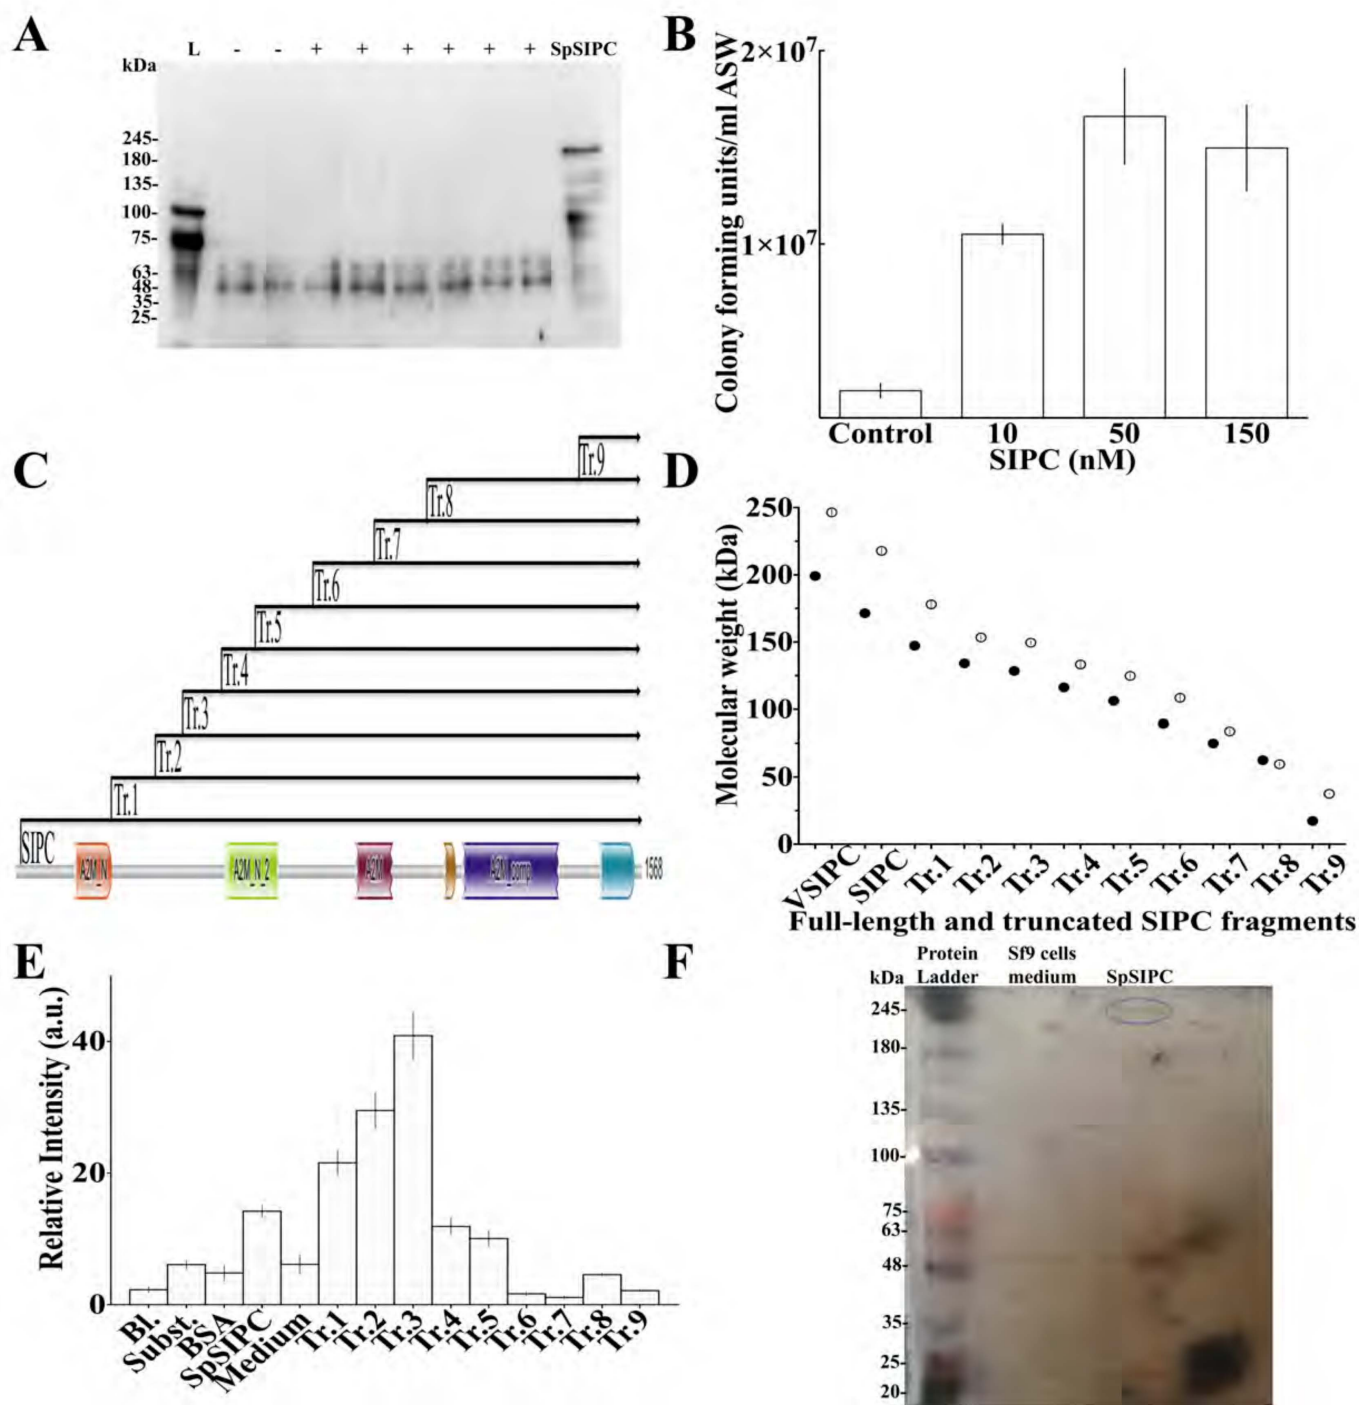 A
L - - + + + + + + SpSIPC
kDa
245-
180-
135-
100-
75-
63-
48-
35-
25-
B
Colony forming units/ml ASW
2×10⁷
1×10⁷
Control 10 50 150
SIPC (nM)
C
Tr.9
Tr.8
Tr.7
Tr.6
Tr.5
Tr.4
Tr.3
Tr.2
Tr.1
SIPC
A2M_N A2M_N_2 A2M A2M_comp 1568
D
Molecular weight (kDa)
250
200
150
100
50
0
VSIPC SIPC Tr.1 Tr.2 Tr.3 Tr.4 Tr.5 Tr.6 Tr.7 Tr.8 Tr.9
Full-length and truncated SIPC fragments
E
Relative Intensity (a.u.)
40
20
0
Bl. Subst. BSA SpSIPC Medium Tr.1 Tr.2 Tr.3 Tr.4 Tr.5 Tr.6 Tr.7 Tr.8 Tr.9
F
Protein Sf9 cells
kDa Ladder medium SpSIPC
245-
180-
135-
100-
75-
63-
48-
35-
25-
20-